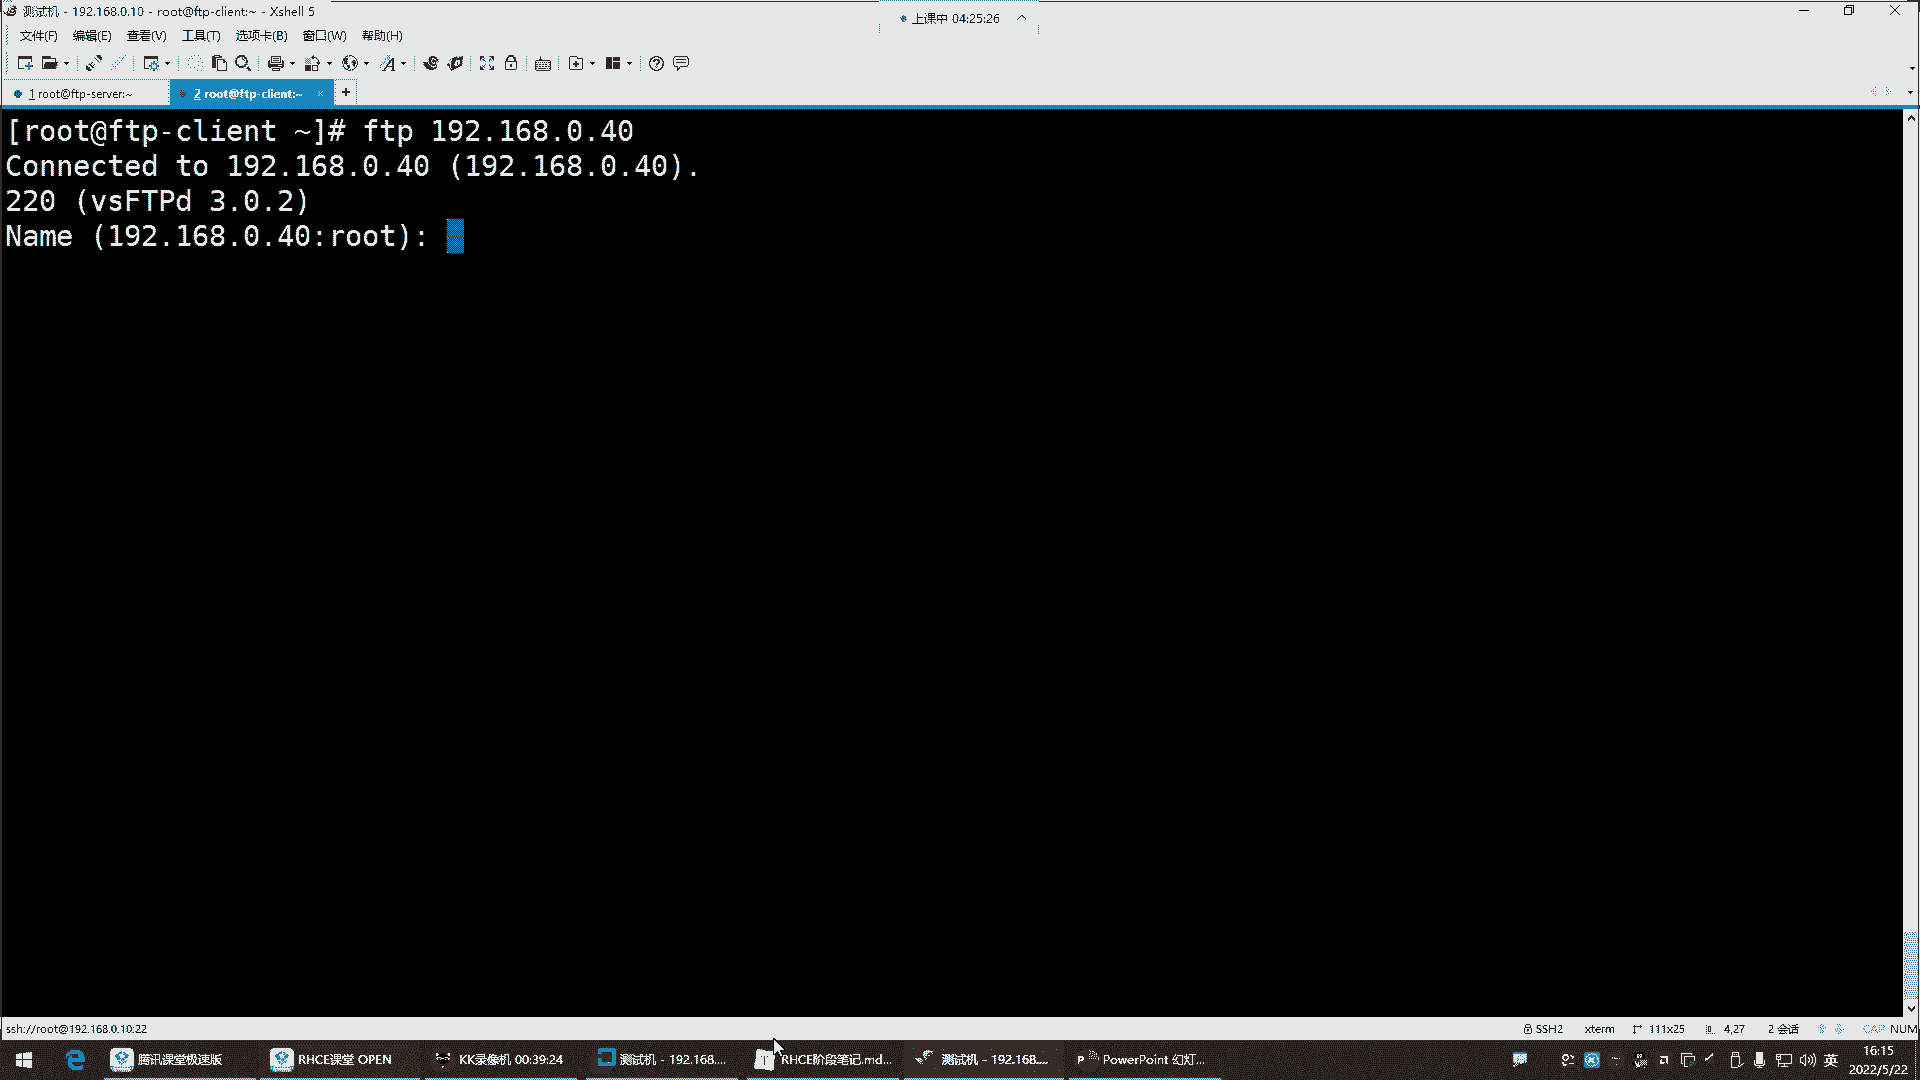 测试机 - 192.168.0.10 - root@ftp-client:~ - Xshell 5
上课中 04:25:26
文件(F) 编辑(E) 查看(V) 工具(T) 选项卡(B) 窗口(W) 帮助(H)
1 root@ftp-server:~ 2 root@ftp-client:~ × +
[root@ftp-client ~]# ftp 192.168.0.40
Connected to 192.168.0.40 (192.168.0.40).
220 (vsFTPd 3.0.2)
Name (192.168.0.40:root):
ssh://root@192.168.0.10:22 SSH2 xterm 111x25 4,27 2 会话 CAP NUM
腾讯课堂极速版 RHCE课堂 OPEN KK录像机 00:39:24 测试机 - 192.168.... RHCE阶段笔记.md... 测试机 - 192.168.... PowerPoint 幻灯... 英 16:15
2022/5/22